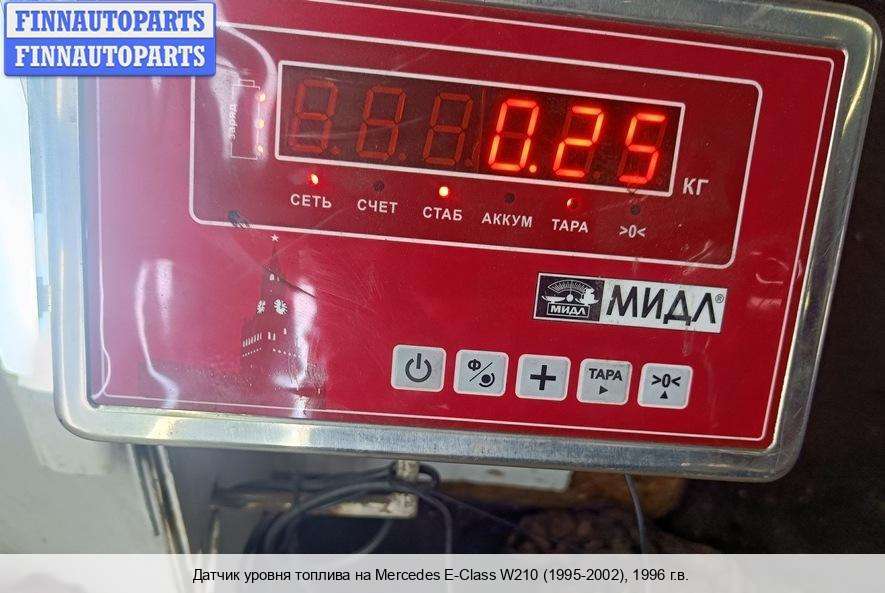 FINNAUTOPARTS
FINNAUTOPARTS
заряд
0.25
КГ
СЕТЬ СЧЕТ СТАБ АККУМ ТАРА >0<
МИДЛ
МИДЛ®
Ф/
ТАРА
>0<
Датчик уровня топлива на Mercedes E-Class W210 (1995-2002), 1996 г.в.